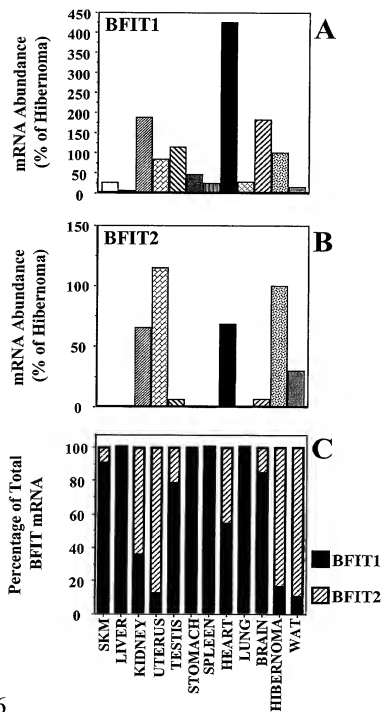 BFIT1
A
mRNA Abundance
(% of Hibernoma)
450
400
350
300
250
200
150
100
50
0
BFIT2
B
mRNA Abundance
(% of Hibernoma)
150
100
50
0
C
Percentage of Total
BFIT mRNA
100
80
60
40
20
0
BFIT1
BFIT2
SKM
LIVER
KIDNEY
UTERUS
TESTIS
STOMACH
SPLEEN
HEART
LUNG
BRAIN
HIBERNOMA
WAT
6